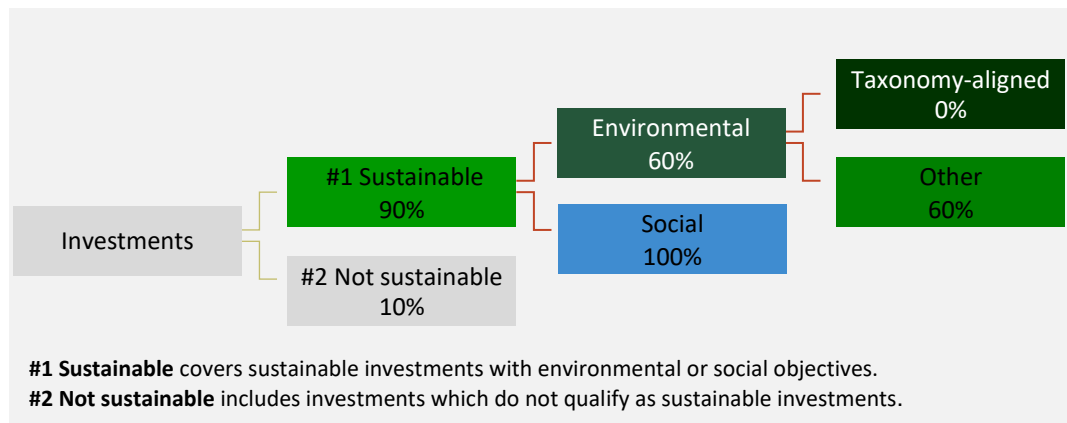 Investments
#1 Sustainable
90%
#2 Not sustainable
10%
Environmental
60%
Social
100%
Taxonomy-aligned
0%
Other
60%
#1 Sustainable covers sustainable investments with environmental or social objectives.
#2 Not sustainable includes investments which do not qualify as sustainable investments.